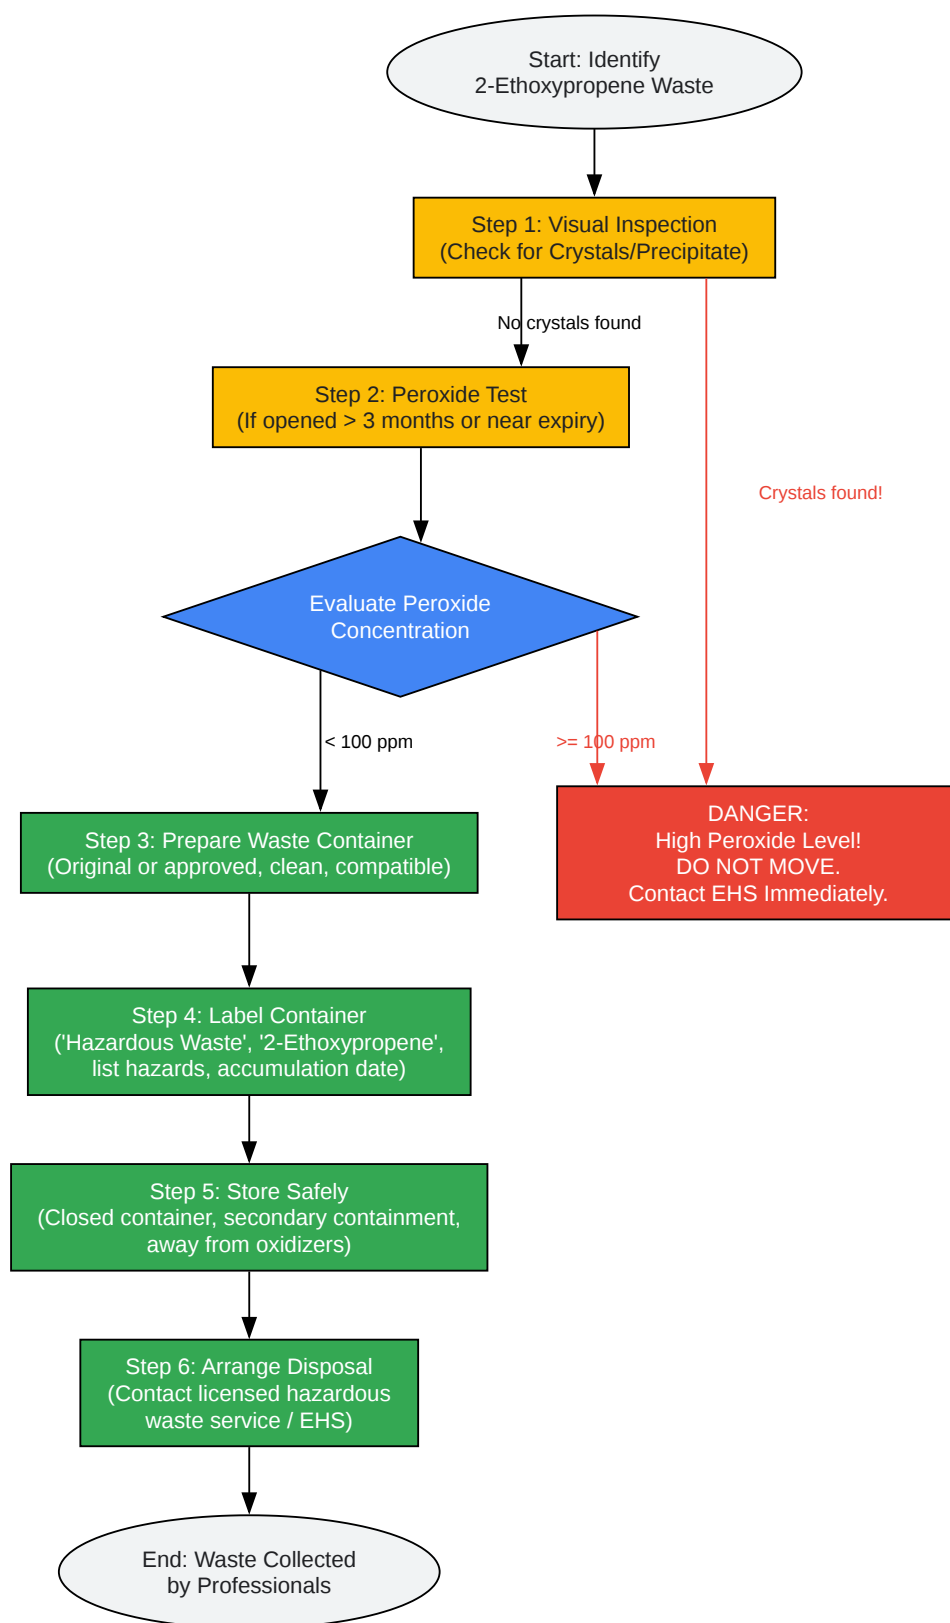 Start: Identify
2-Ethoxypropene Waste
Step 1: Visual Inspection
(Check for Crystals/Precipitate)
No crystals found
Step 2: Peroxide Test
(If opened > 3 months or near expiry)
Crystals found!
Evaluate Peroxide
Concentration
< 100 ppm
>= 100 ppm
DANGER:
High Peroxide Level!
DO NOT MOVE.
Contact EHS Immediately.
Step 3: Prepare Waste Container
(Original or approved, clean, compatible)
Step 4: Label Container
('Hazardous Waste', '2-Ethoxypropene',
list hazards, accumulation date)
Step 5: Store Safely
(Closed container, secondary containment,
away from oxidizers)
Step 6: Arrange Disposal
(Contact licensed hazardous
waste service / EHS)
End: Waste Collected
by Professionals